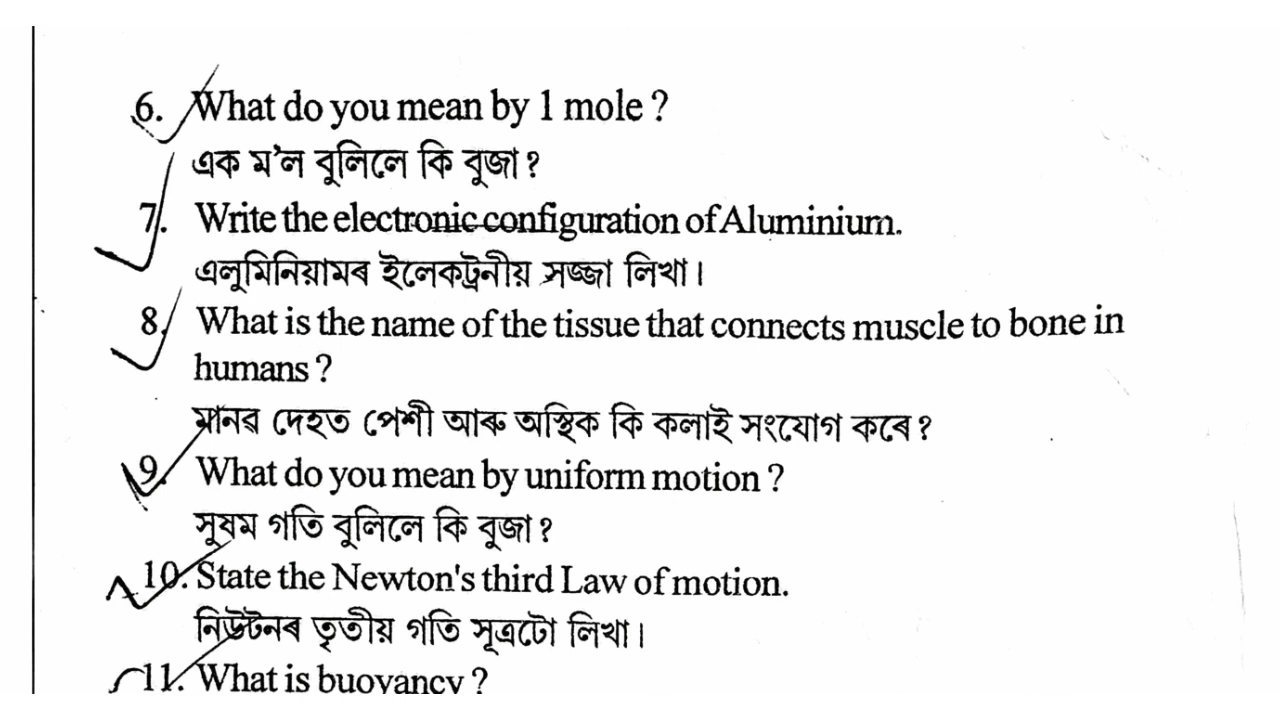 6. What do you mean by 1 mole ?
এক ম'ল বুলিলে কি বুজা ?
7. Write the electronic configuration of Aluminium.
এলুমিনিয়ামৰ ইলেকট্ৰনীয় সজ্জা লিখা।
8. What is the name of the tissue that connects muscle to bone in
humans ?
মানৱ দেহত পেশী আৰু অস্থিক কি কলাই সংযোগ কৰে ?
9. What do you mean by uniform motion ?
সুষম গতি বুলিলে কি বুজা ?
10. State the Newton's third Law of motion.
নিউটনৰ তৃতীয় গতি সূত্ৰটো লিখা।
11. What is buoyancy ?